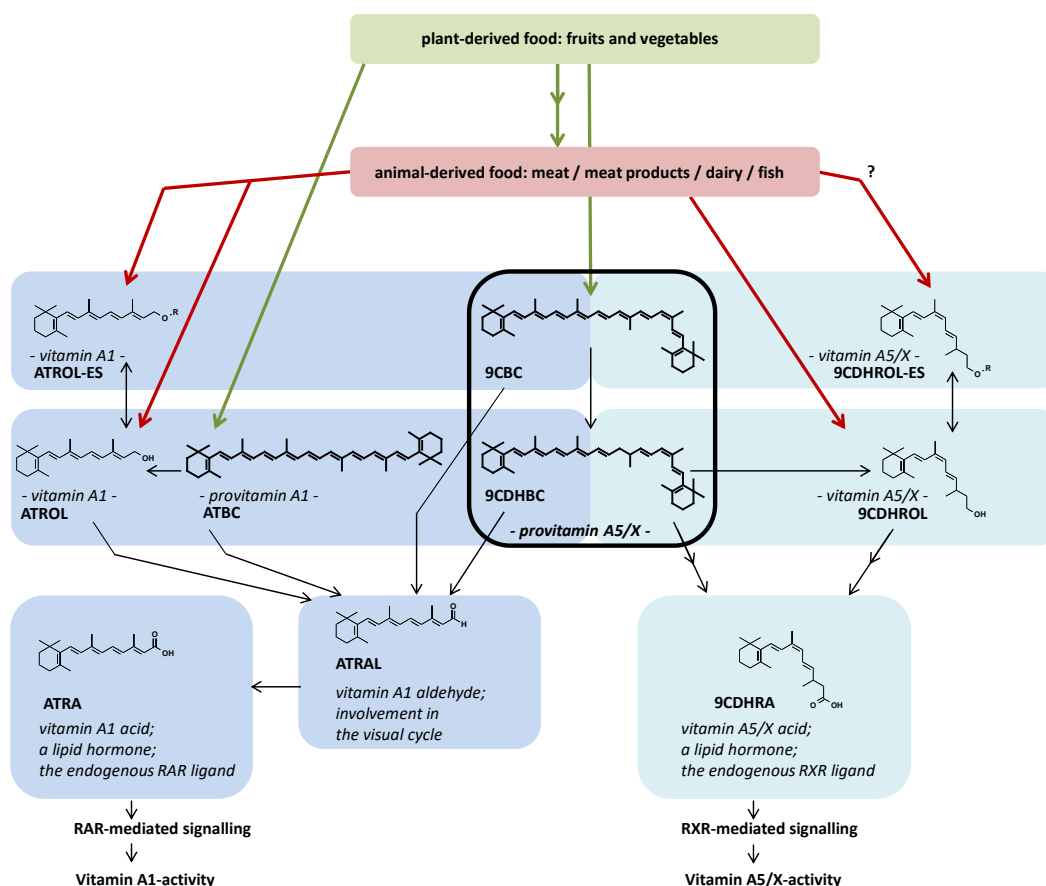 plant-derived food: fruits and vegetables
animal-derived food: meat / meat products / dairy / fish
?
O-R
- vitamin A1 -
ATROL-ES
9CBC
- vitamin A5/X -
9CDHROL-ES
O-R
OH
- vitamin A1 -
ATROL
- provitamin A1 -
ATBC
9CDHBC
- provitamin A5/X -
- vitamin A5/X -
9CDHROL
OH
O
OH
ATRA
vitamin A1 acid;
a lipid hormone;
the endogenous RAR ligand
O
H
ATRAL
vitamin A1 aldehyde;
involvement in
the visual cycle
O
OH
9CDHRA
vitamin A5/X acid;
a lipid hormone;
the endogenous RXR ligand
RAR-mediated signalling
RXR-mediated signalling
Vitamin A1-activity
Vitamin A5/X-activity